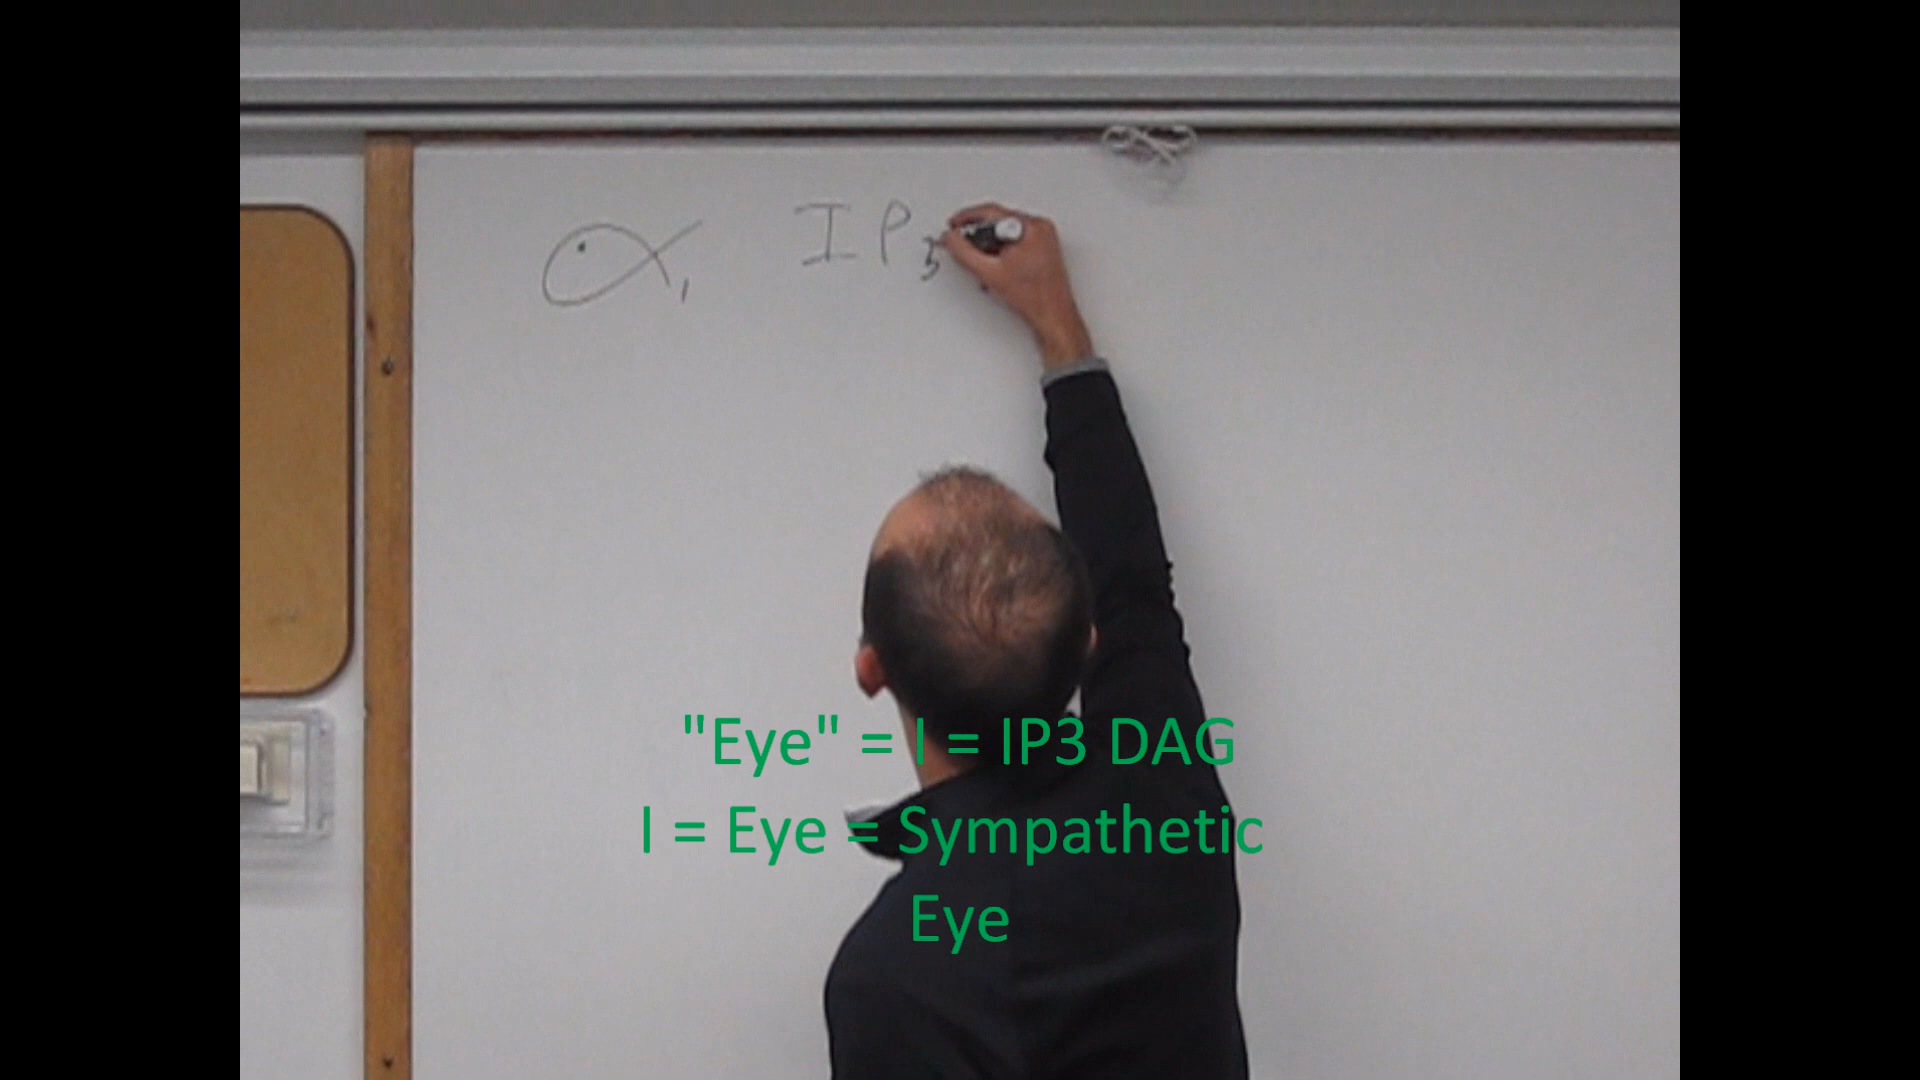 α₁ IP₃
"Eye" = I = IP3 DAG
I = Eye = Sympathetic
Eye